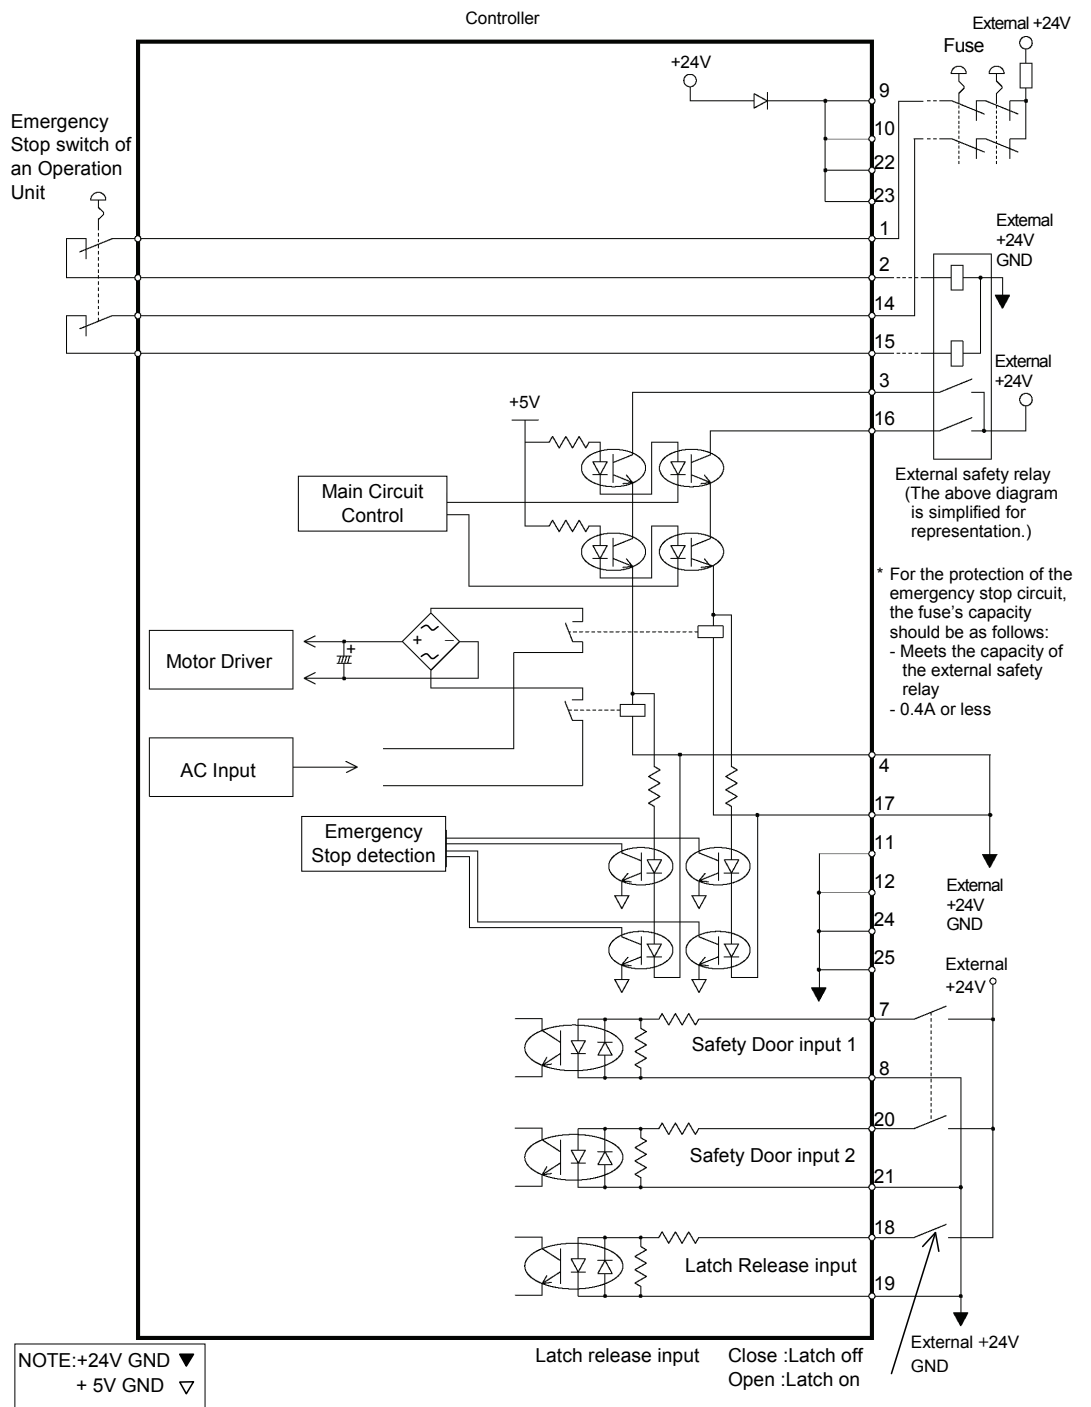 Controller
External +24V
Fuse
+24V
9
10
22
23
Emergency
Stop switch of
an Operation
Unit
1
2
14
15
3
16
External
+24V
GND
External
+24V
+5V
External safety relay
(The above diagram
is simplified for
representation.)
Main Circuit
Control
* For the protection of the
emergency stop circuit,
the fuse's capacity
should be as follows:
- Meets the capacity of
the external safety
relay
- 0.4A or less
+
−
+
Motor Driver
AC Input
4
17
11
12
24
25
Emergency
Stop detection
External
+24V
GND
External
+24V
7
Safety Door input 1
8
20
Safety Door input 2
21
18
Latch Release input
19
External +24V
GND
Latch release input Close :Latch off
Open :Latch on
NOTE:+24V GND ▼
+ 5V GND ▽